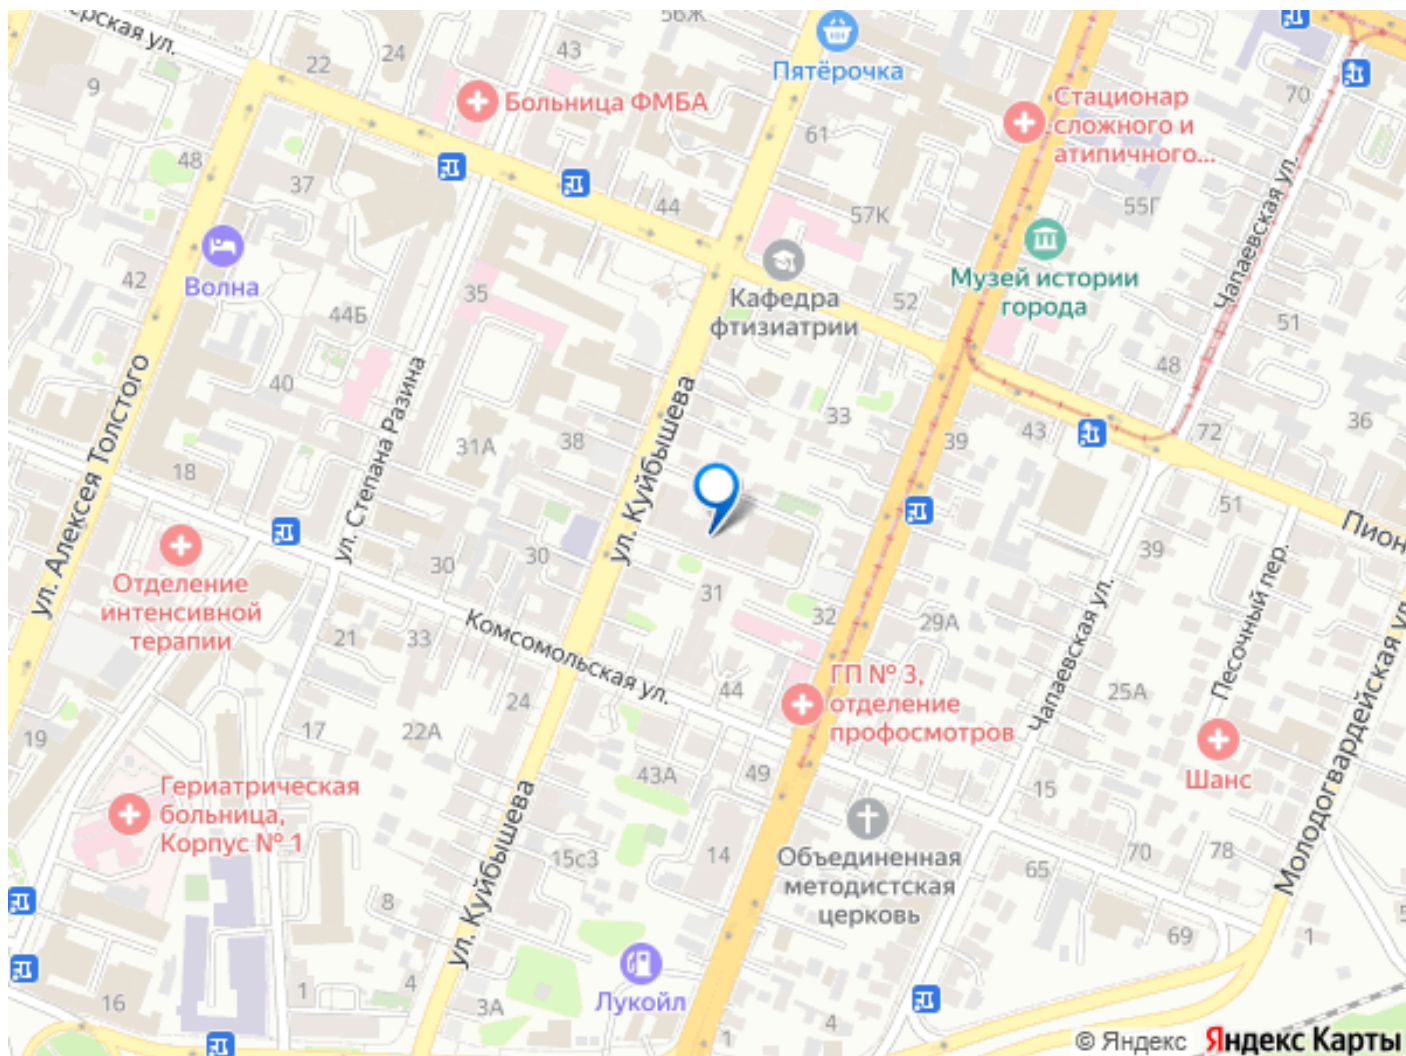 ерская ул.
56Ж
43
24
22
9
Больница ФМБА
Пятёрочка
61
Стационар
сложного и
атипичного...
70
Чапаевская ул.
48
37
44
57К
55Г
Волна
42
35
44Б
Кафедра
фтизиатрии
52
Музей истории
города
51
48
36
40
ул. Алексея Толстого
ул. Степана Разина
ул. Куйбышева
33
39
43
72
31А
38
18
51
Пион
Отделение
интенсивной
терапии
30
30
31
32
29А
39
Чапаевская ул.
Песочный пер.
Молодогвардейская ул
21
33
Комсомольская ул.
44
ГП № 3,
отделение
профосмотров
25А
24
22А
17
19
43А
49
15
Шанс
Гериатрическая
больница,
Корпус № 1
ул. Куйбышева
15с3
14
Объединенная
методистская
церковь
65
70
78
8
69
1
5
Лукойл
16
1
4
3А
1
4
© Яндекс Яндекс Карты